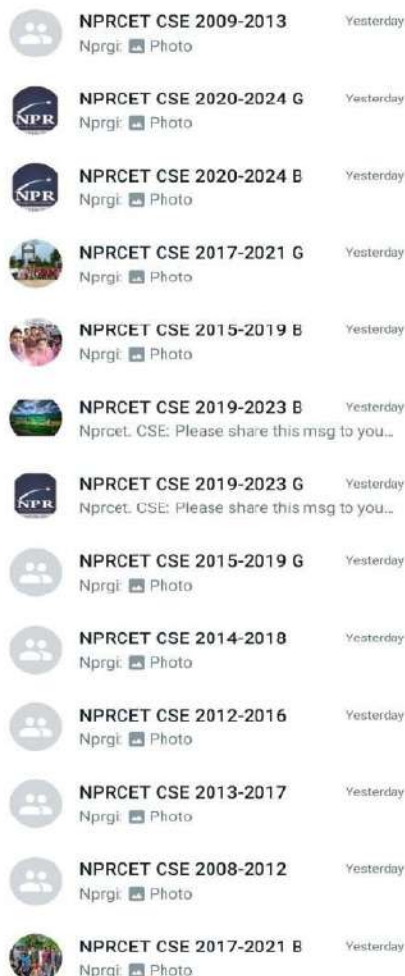 NPRCET CSE 2009-2013 Yesterday
Nprgi: Photo
NPRCET CSE 2020-2024 G Yesterday
NPR
Nprgi: Photo
NPRCET CSE 2020-2024 B Yesterday
NPR
Nprgi: Photo
NPRCET CSE 2017-2021 G Yesterday
Nprgi: Photo
NPRCET CSE 2015-2019 B Yesterday
Nprgi: Photo
NPRCET CSE 2019-2023 B Yesterday
Nprcet. CSE: Please share this msg to you...
NPRCET CSE 2019-2023 G Yesterday
NPR
Nprcet. CSE: Please share this msg to you...
NPRCET CSE 2015-2019 G Yesterday
Nprgi: Photo
NPRCET CSE 2014-2018 Yesterday
Nprgi: Photo
NPRCET CSE 2012-2016 Yesterday
Nprgi: Photo
NPRCET CSE 2013-2017 Yesterday
Nprgi: Photo
NPRCET CSE 2008-2012 Yesterday
Nprgi: Photo
NPRCET CSE 2017-2021 B Yesterday
Nprgi: Photo